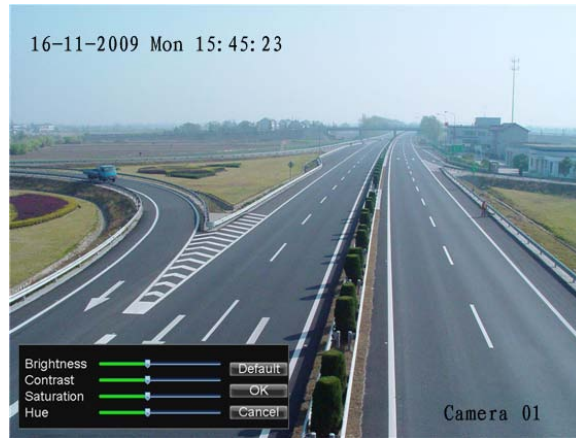 16-11-2009 Mon 15:45:23
Brightness
Default
Contrast
OK
Saturation
Hue
Cancel
Camera 01